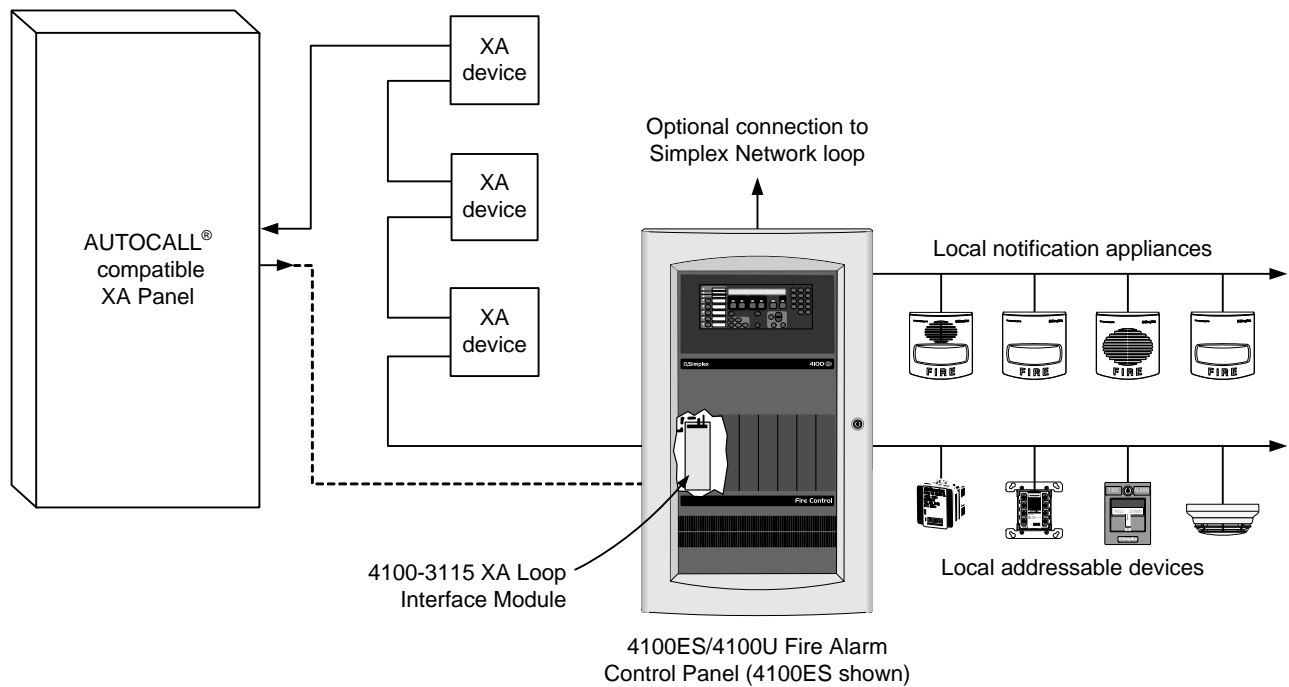 XA
device
Optional connection to
Simplex Network loop
XA
device
AUTOCALL®
compatible
XA Panel
Local notification appliances
FIRE
FIRE
FIRE
FIRE
XA
device
Simplex
4100
Fire Control
Local addressable devices
4100-3115 XA Loop
Interface Module
4100ES/4100U Fire Alarm
Control Panel (4100ES shown)